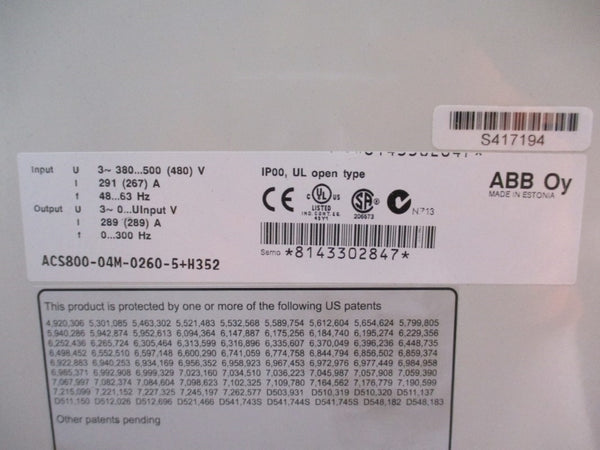 S417194
Input U 3~ 380...500 (480) V
I 291 (267) A
f 48...63 Hz
Output U 3~ 0...UInput V
I 289 (289) A
f 0...300 Hz
ACS800-04M-0260-5+H352
IP00, UL open type
CE
UL
LISTED
IND. CONT. EQ.
SA
206573
N713
Serno *8143302847*
ABB Oy
MADE IN ESTONIA
This product is protected by one or more of the following US patents
4,920,306 5,301,085 5,463,302 5,521,483 5,532,568 5,589,754 5,612,604 5,654,624 5,799,805
5,940,286 5,942,874 5,952,613 6,094,364 6,147,887 6,175,256 6,184,740 6,195,274 6,229,356
6,252,436 6,265,724 6,305,464 6,313,599 6,316,896 6,335,607 6,370,049 6,396,236 6,448,735
6,498,452 6,552,510 6,597,148 6,600,290 6,741,059 6,774,758 6,844,794 6,856,502 6,859,374
6,922,883 6,940,253 6,934,169 6,956,352 6,958,923 6,967,453 6,972,976 6,977,449 6,984,958
6,985,371 6,992,908 6,999,329 7,023,160 7,034,510 7,036,223 7,045,987 7,057,908 7,059,390
7,067,997 7,082,374 7,084,604 7,098,623 7,102,325 7,109,780 7,164,562 7,176,779 7,190,599
7,215,099 7,221,152 7,227,325 7,245,197 7,262,577 D503,931 D510,319 D510,320 D511,137
D511,150 D512,026 D512,696 D521,466 D541,743S D541,744S D541,745S D548,182 D548,183
Other patents pending